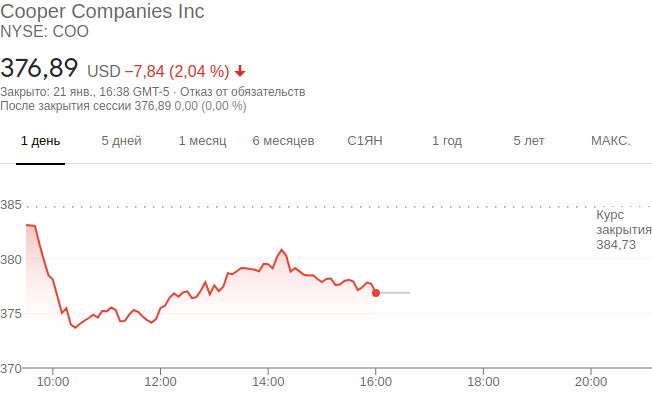 Cooper Companies Inc
NYSE: COO
376,89 USD −7,84 (2,04 %)
Закрыто: 21 янв., 16:38 GMT-5 · Отказ от обязательств
После закрытия сессии 376,89 0,00 (0,00 %)
1 день 5 дней 1 месяц 6 месяцев С1ЯН 1 год 5 лет МАКС.
385
Курс
закрытия
384,73
380
375
370
10:00 12:00 14:00 16:00 18:00 20:00